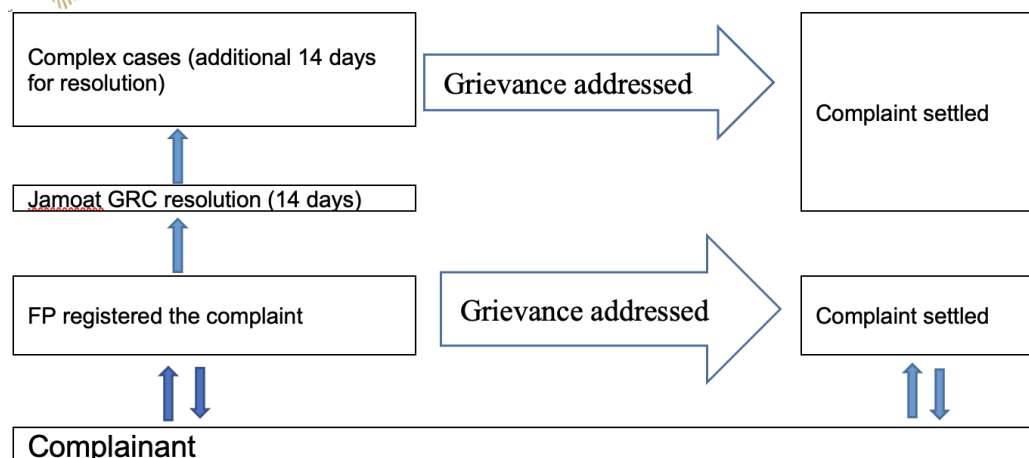 Complex cases (additional 14 days
for resolution)
Grievance addressed
Complaint settled
Jamoat GRC resolution (14 days)
FP registered the complaint
Grievance addressed
Complaint settled
Complainant